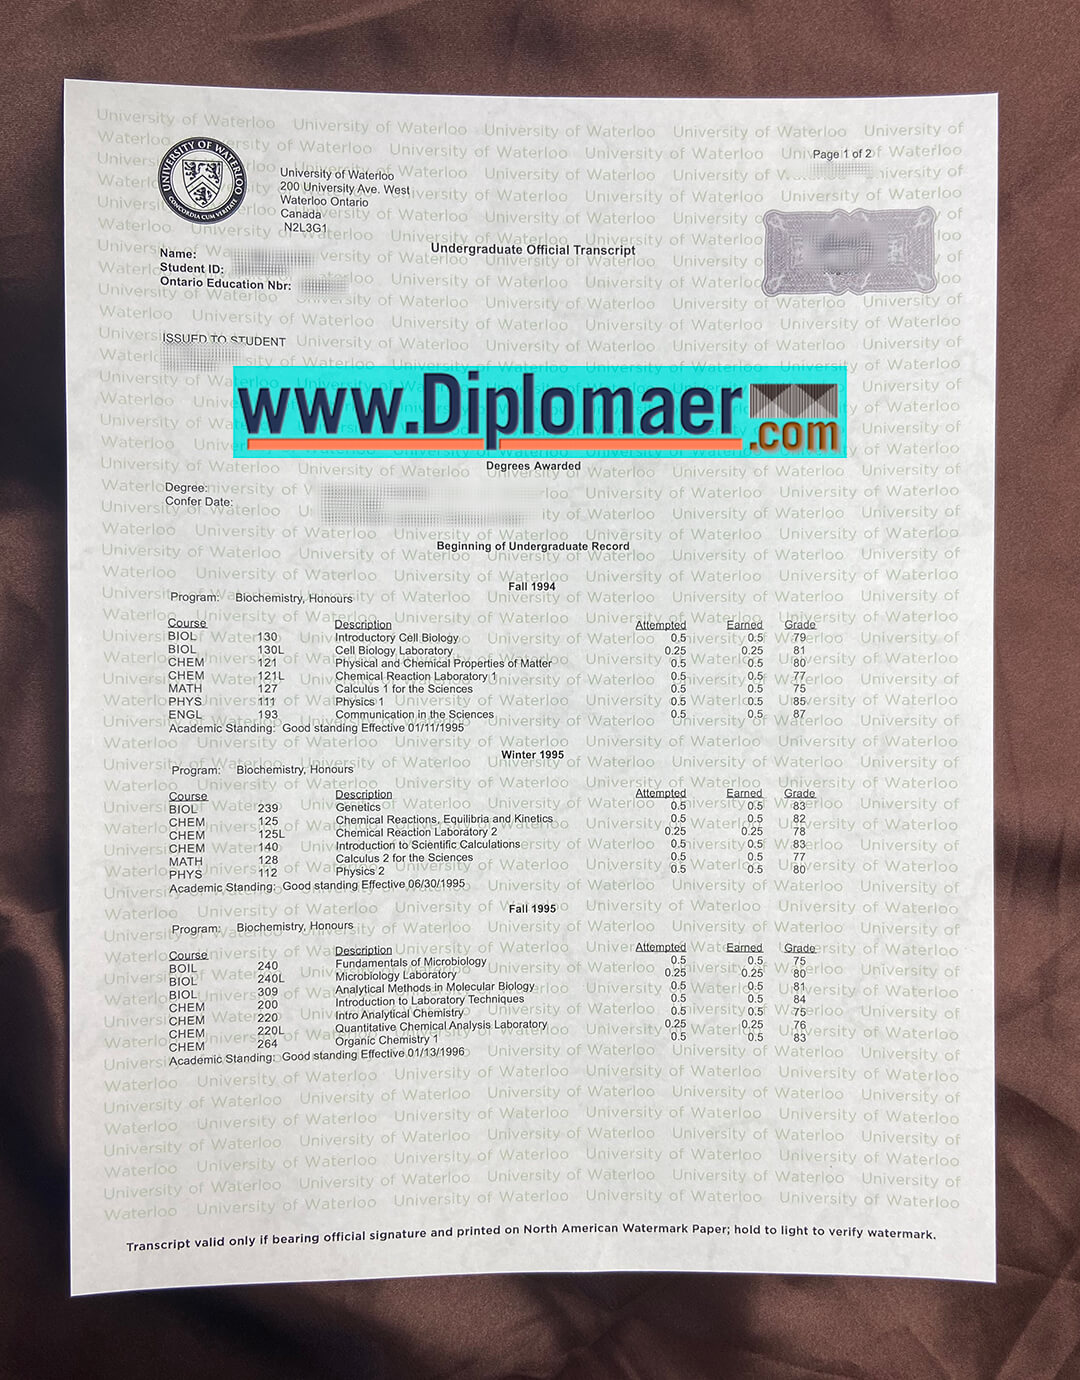 University of Waterloo
200 University Ave. West
Waterloo Ontario
Canada
N2L3G1
Page 1 of 2
UNIVERSITY OF WATERLOO
CONCORDIA CUM VERITATE
Undergraduate Official Transcript
Name:
Student ID:
Ontario Education Nbr:
ISSUED TO STUDENT
www.Diplomaer.com
Degrees Awarded
Degree:
Confer Date:
Beginning of Undergraduate Record
Fall 1994
Program: Biochemistry, Honours
Course Description Attempted Earned Grade
BIOL 130 Introductory Cell Biology 0.5 0.5 79
BIOL 130L Cell Biology Laboratory 0.25 0.25 81
CHEM 121 Physical and Chemical Properties of Matter 0.5 0.5 80
CHEM 121L Chemical Reaction Laboratory 1 0.5 0.5 77
MATH 127 Calculus 1 for the Sciences 0.5 0.5 75
PHYS 111 Physics 1 0.5 0.5 85
ENGL 193 Communication in the Sciences 0.5 0.5 87
Academic Standing: Good standing Effective 01/11/1995
Winter 1995
Program: Biochemistry, Honours
Course Description Attempted Earned Grade
BIOL 239 Genetics 0.5 0.5 83
CHEM 125 Chemical Reactions, Equilibria and Kinetics 0.5 0.5 82
CHEM 125L Chemical Reaction Laboratory 2 0.25 0.25 78
CHEM 140 Introduction to Scientific Calculations 0.5 0.5 83
MATH 128 Calculus 2 for the Sciences 0.5 0.5 77
PHYS 112 Physics 2 0.5 0.5 80
Academic Standing: Good standing Effective 06/30/1995
Fall 1995
Program: Biochemistry, Honours
Course Description Attempted Earned Grade
BOIL 240 Fundamentals of Microbiology 0.5 0.5 75
BIOL 240L Microbiology Laboratory 0.25 0.25 80
BIOL 309 Analytical Methods in Molecular Biology 0.5 0.5 81
CHEM 200 Introduction to Laboratory Techniques 0.5 0.5 84
CHEM 220 Intro Analytical Chemistry 0.5 0.5 75
CHEM 220L Quantitative Chemical Analysis Laboratory 0.25 0.25 76
CHEM 264 Organic Chemistry 1 0.5 0.5 83
Academic Standing: Good standing Effective 01/13/1996
Transcript valid only if bearing official signature and printed on North American Watermark Paper; hold to light to verify watermark.